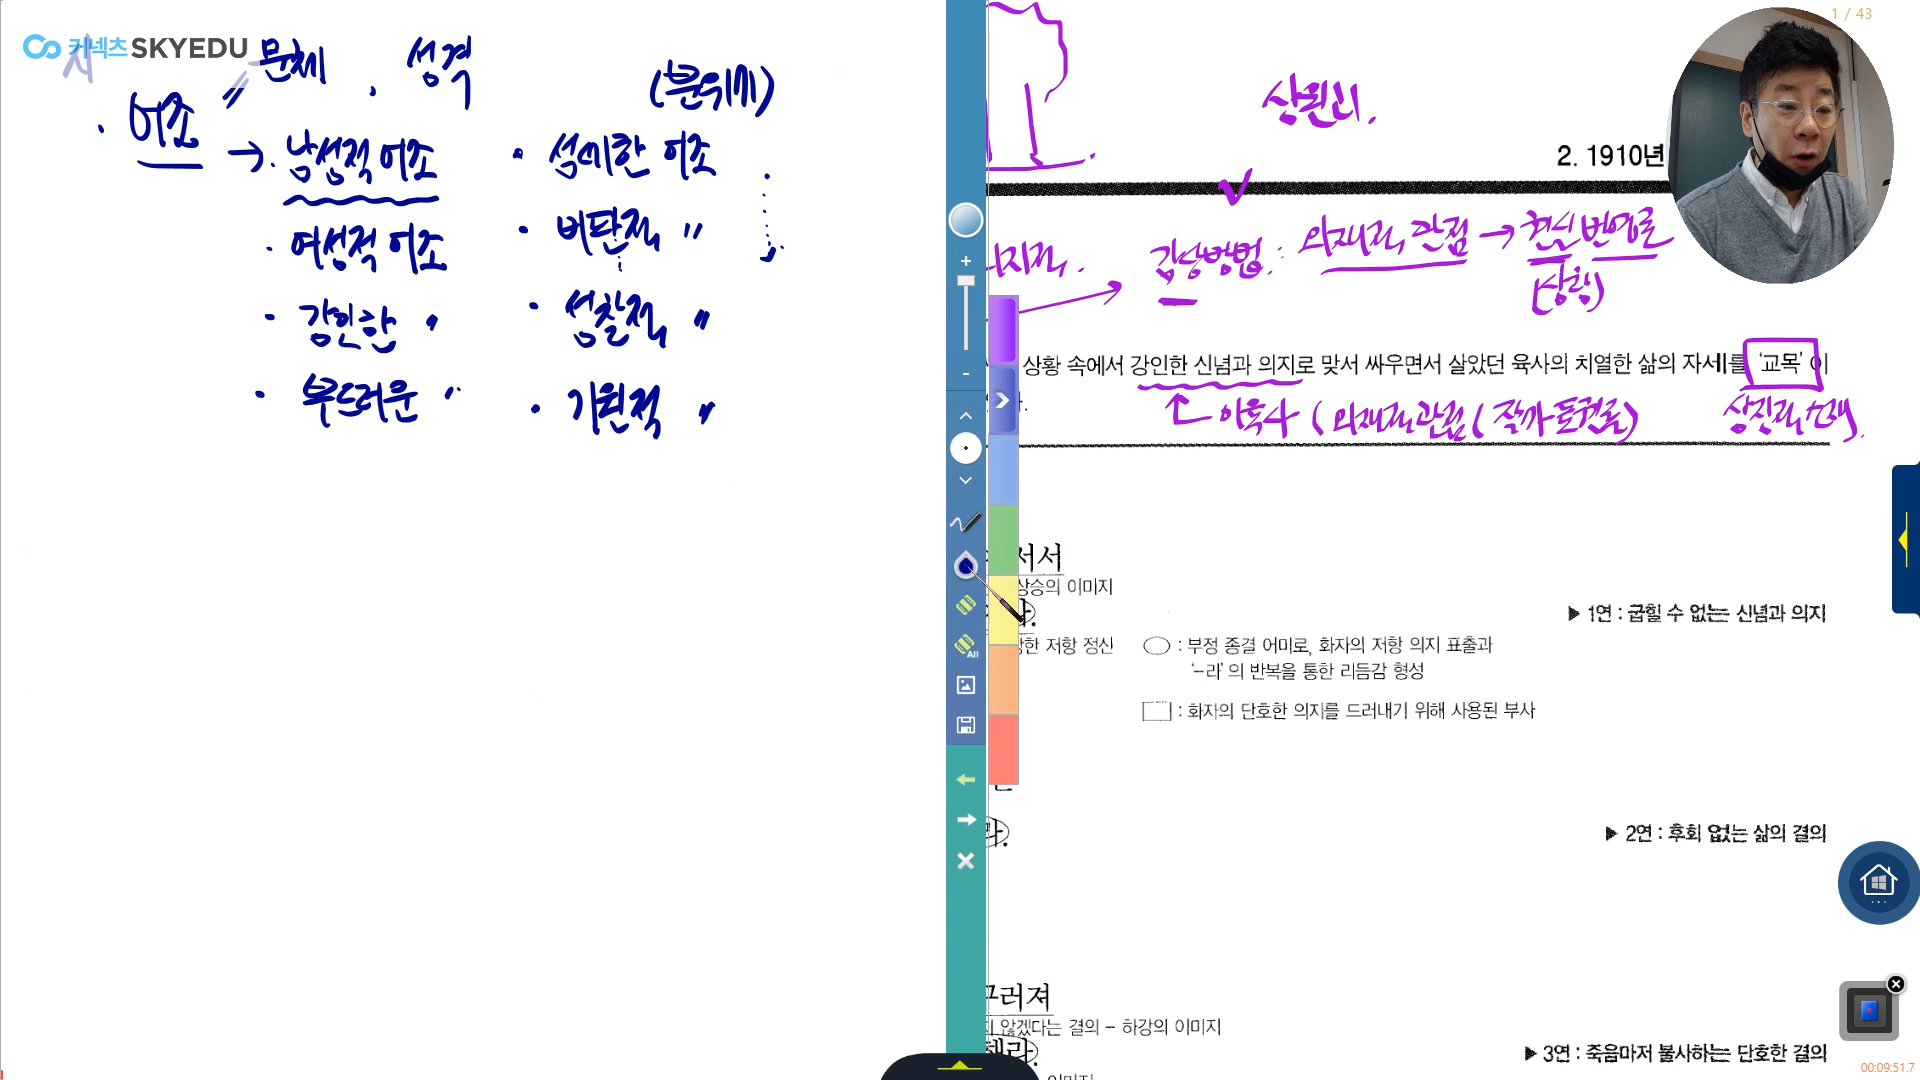 커넥츠 SKYEDU
문체, 성격
(분위기)
· 어조 → · 남성적 어조
· 여성적 어조
· 강인한 〃
· 부드러운 〃
· 섬세한 어조
· 비판적 〃
· 성찰적 〃
· 기원적 〃
1 / 43
상원리.
2. 1910년
감상방법 : 외재적 관점 → 현실 반영론
(상황)
상황 속에서 강인한 신념과 의지로 맞서 싸우면서 살았던 육사의 치열한 삶의 자세를 '교목'이
이육사 (외재적 관점 (작가 표현론)
상징적 소재.
서서
상승의 이미지
라.
▶ 1연 : 굽힐 수 없는 신념과 의지
한 저항 정신
: 부정 종결 어미로, 화자의 저항 의지 표출과
'-라'의 반복을 통한 리듬감 형성
: 화자의 단호한 의지를 드러내기 위해 사용된 부사
라.
▶ 2연 : 후회 없는 삶의 결의
러져
않겠다는 결의 - 하강의 이미지
해라.
▶ 3연 : 죽음마저 불사하는 단호한 결의
이미지
All
00:09:51.7